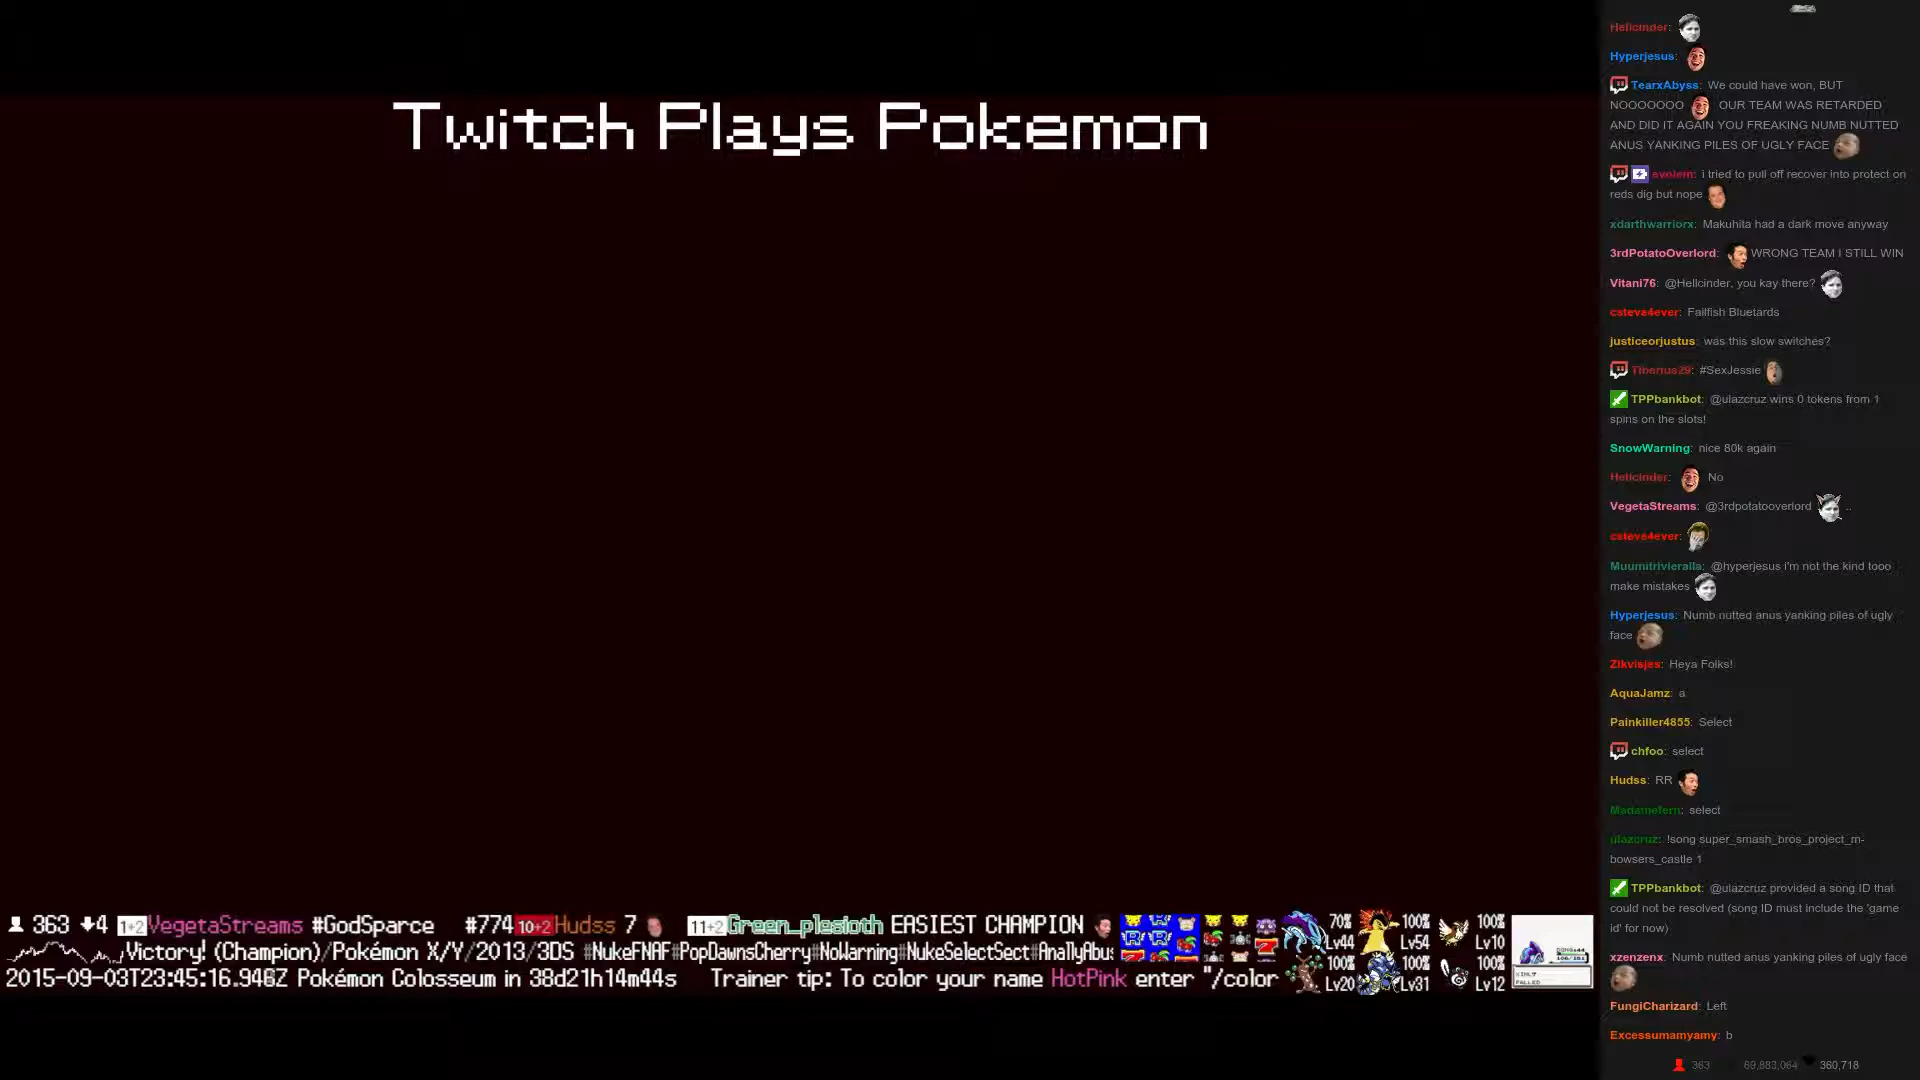 Twitch Plays Pokemon
363 4 1+2 VegetaStreams #GodSparce #774 10+2 Hudss 7 11+2 Green_plesioth EASIEST CHAMPION
Victory! (Champion)/Pokémon X/Y/2013/3DS #NukeFNAF#PopDawnsCherry#NoWarning#NukeSelectSect#AnallyAbus
2015-09-03T23:45:16.946Z Pokémon Colosseum in 38d21h14m44s Trainer tip: To color your name HotPink enter "/color
70% 100% 100%
Lv44 Lv54 Lv10
100% 100% 100%
Lv20 Lv31 Lv12
Hellcinder:
Hyperjesus:
TearxAbyss: We could have won, BUT
NOOOOOOO OUR TEAM WAS RETARDED
AND DID IT AGAIN YOU FREAKING NUMB NUTTED
ANUS YANKING PILES OF UGLY FACE
evolem: i tried to pull off recover into protect on
reds dig but nope
xdarthwarriorx: Makuhita had a dark move anyway
3rdPotatoOverlord: WRONG TEAM I STILL WIN
Vitani76: @Hellcinder, you kay there?
csteve4ever: Failfish Bluetards
justiceorjustus: was this slow switches?
Tiberius29: #SexJessie
TPPbankbot: @ulazcruz wins 0 tokens from 1
spins on the slots!
SnowWarning: nice 80k again
Hellcinder: No
VegetaStreams: @3rdpotatooverlord ..
csteve4ever:
Muumitrivieralla: @hyperjesus i'm not the kind tooo
make mistakes
Hyperjesus: Numb nutted anus yanking piles of ugly
face
Zikvisjes: Heya Folks!
AquaJamz: a
Painkiller4855: Select
chfoo: select
Hudss: RR
Madamefern: select
ulazcruz: !song super_smash_bros_project_m-
bowsers_castle 1
TPPbankbot: @ulazcruz provided a song ID that
could not be resolved (song ID must include the 'game
id' for now)
xzenzenx: Numb nutted anus yanking piles of ugly face
FungiCharizard: Left
Excessumamyamy: b
363 69,883,064 360,718